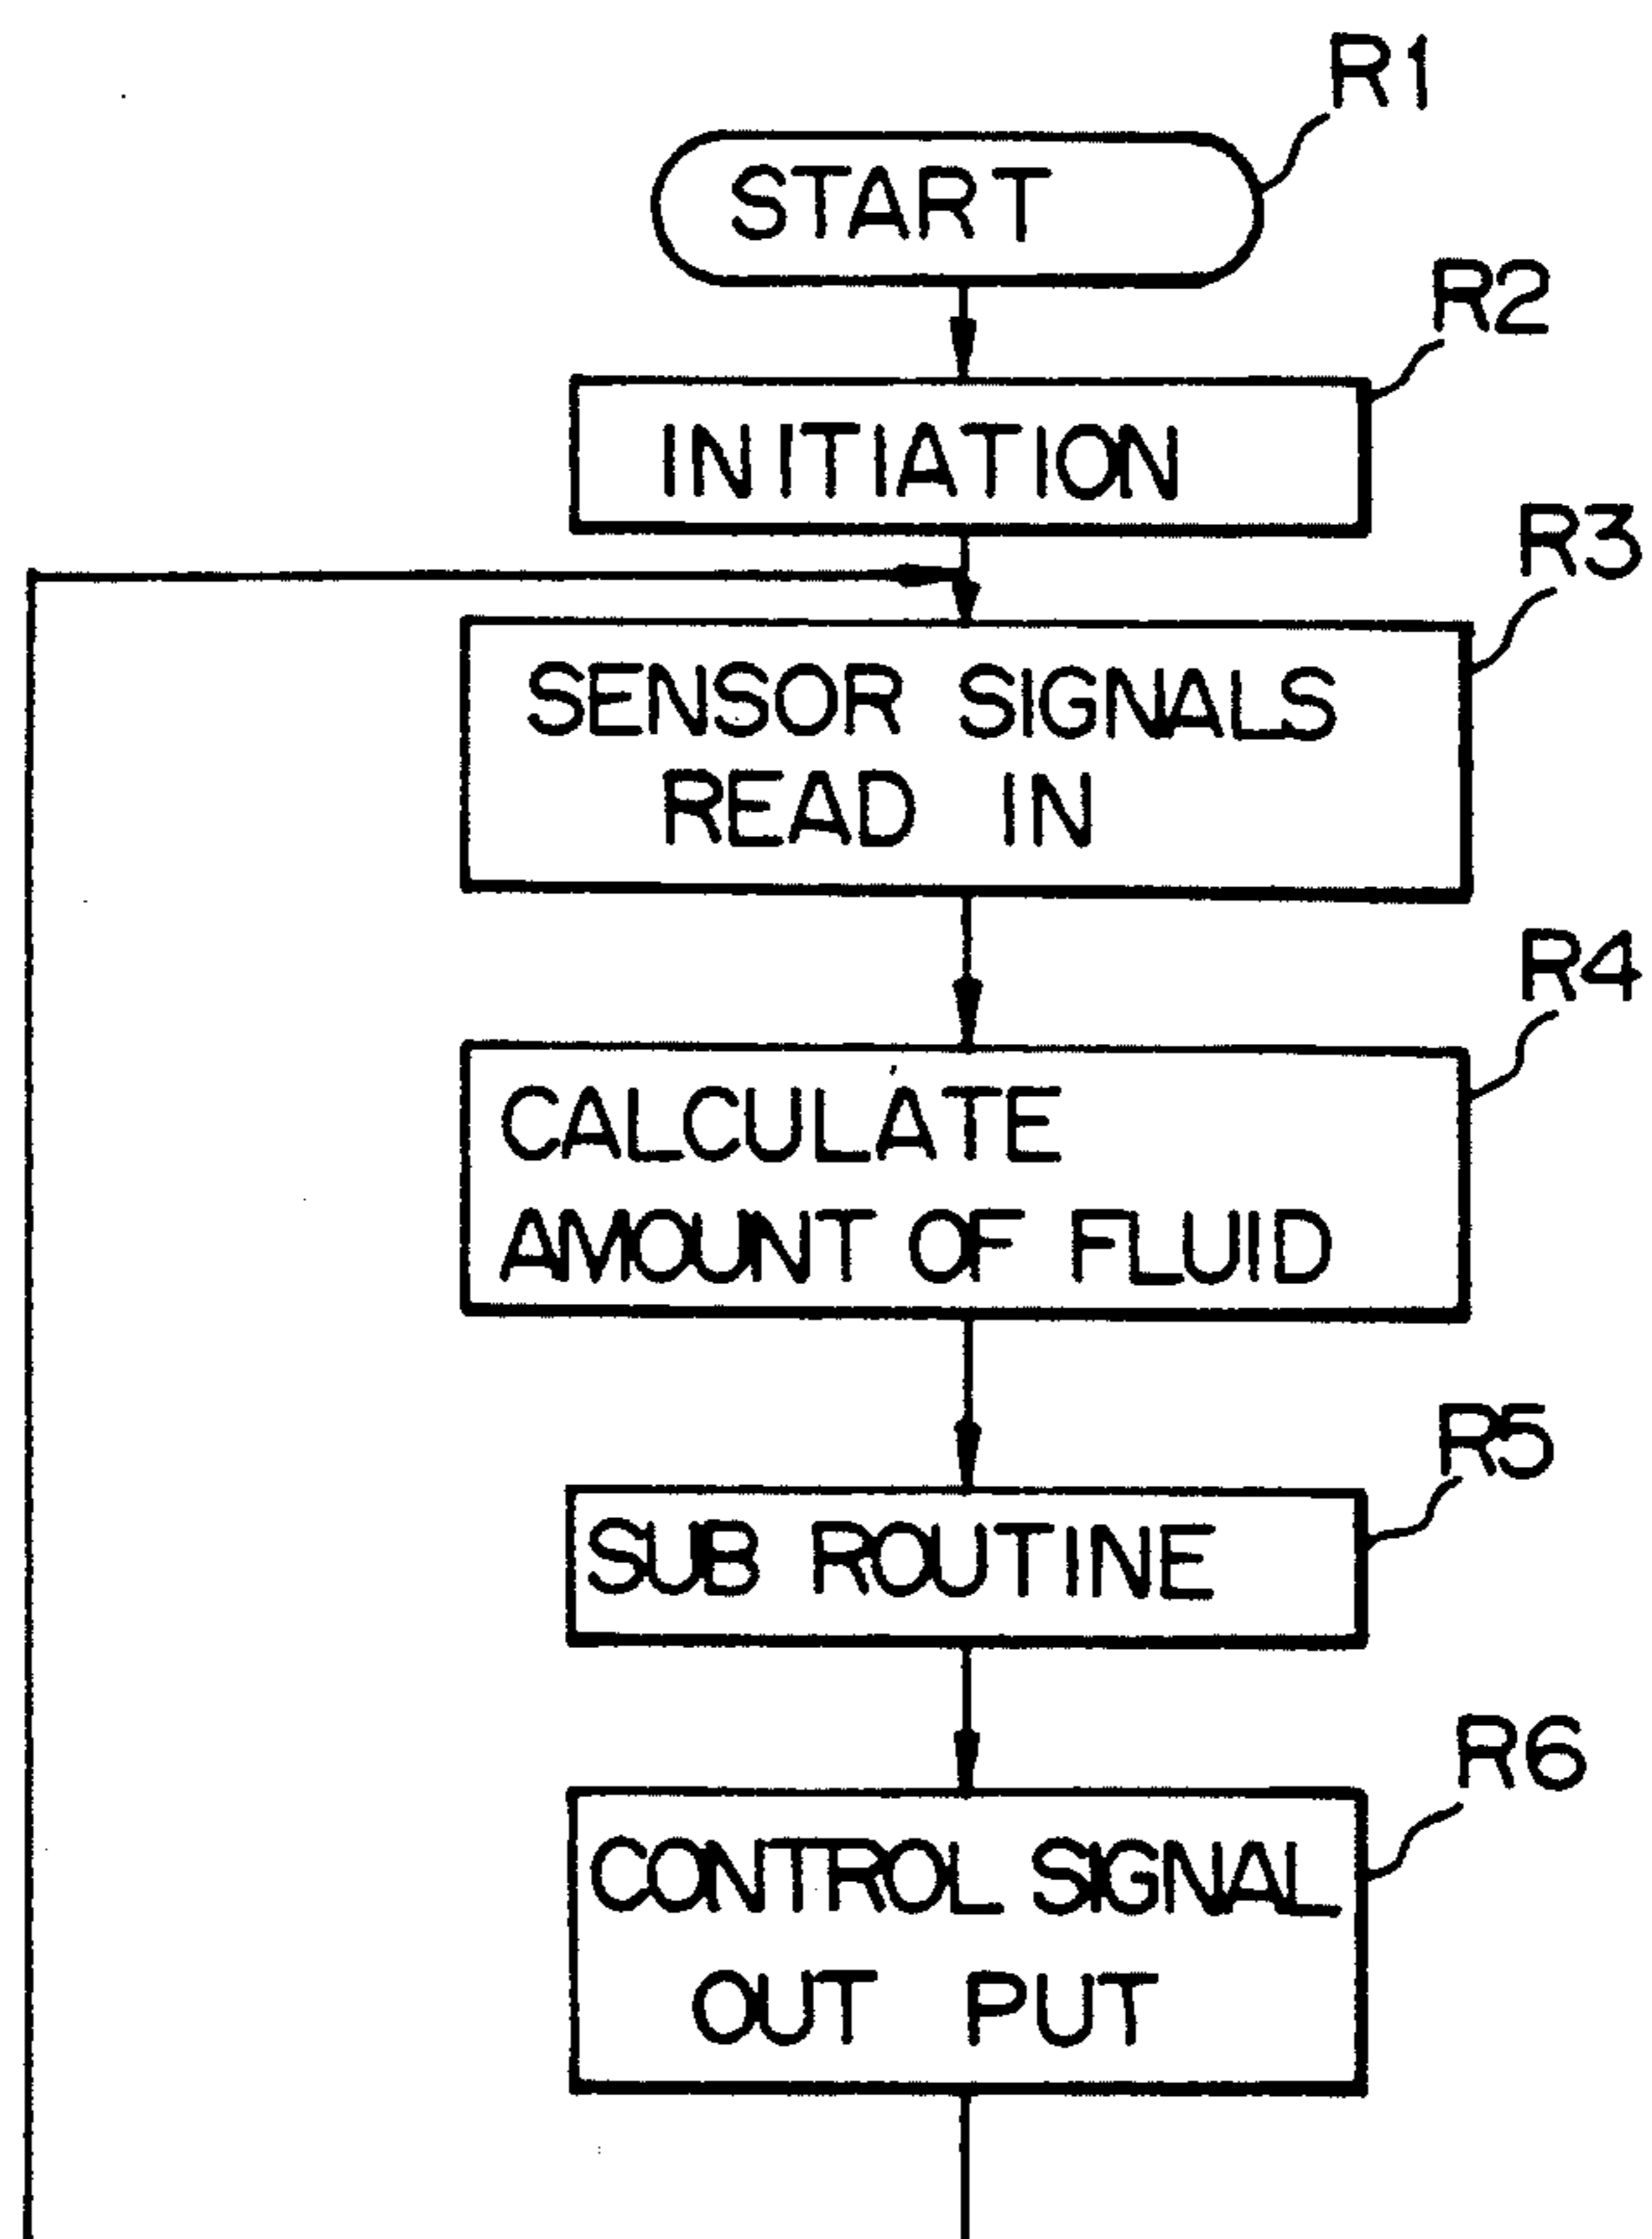 R1
START
R2
INITIATION
R3
SENSOR SIGNALS
READ IN
R4
CALCULATE
AMOUNT OF FLUID
R5
SUB ROUTINE
R6
CONTROL SIGNAL
OUT PUT